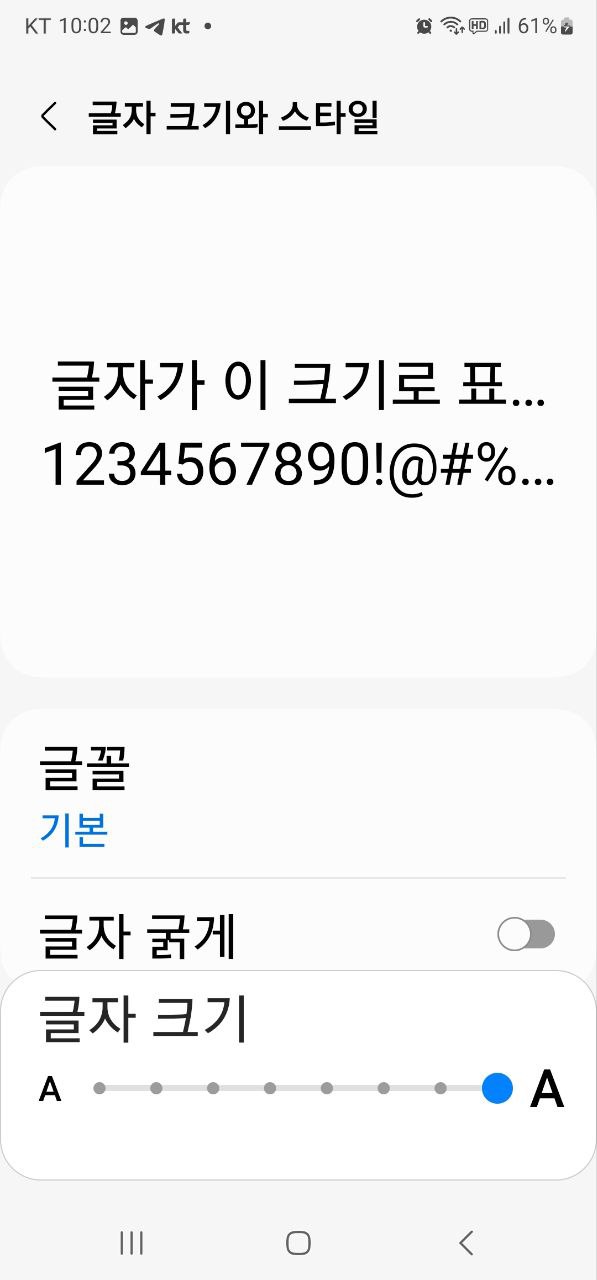 KT 10:02 kt
HD 61%
글자 크기와 스타일
글자가 이 크기로 표...
1234567890!@#%...
글꼴
기본
글자 굵게
글자 크기
A A